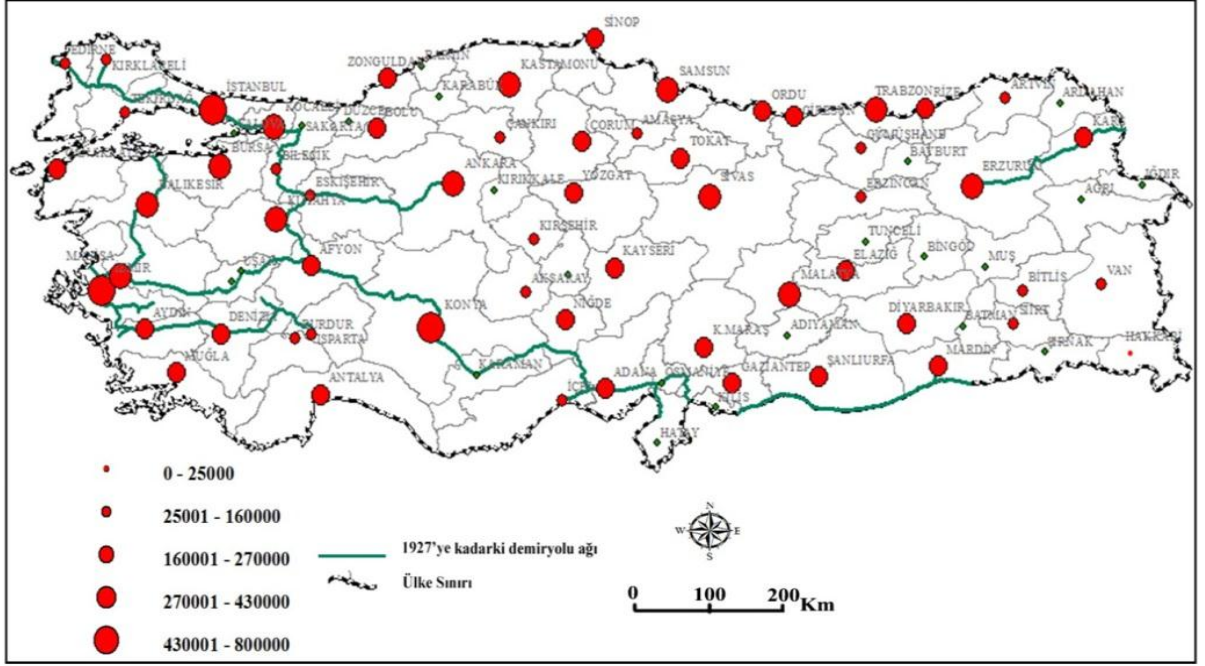 SİNOP
EDİRNE
KIRKLARELİ
ZONGULDAK
KASTAMONU
SAMSUN
İSTANBUL
KARABÜK
ORDU
TRABZON
RİZE
ARTVİN
ARDAHAN
DÜZCE
BOLU
SAKARYA
ÇANKIRI
ÇORUM
AMASYA
TOKAT
GÜMÜŞHANE
BAYBURT
KARS
BURSA
BİLECİK
ANKARA
KIRIKKALE
YOZGAT
SİVAS
ERZİNCAN
ERZURUM
AĞRI
IĞDIR
BALIKESİR
ESKİŞEHİR
KÜTAHYA
KIRŞEHİR
KAYSERİ
TUNCELİ
BİNGÖL
MUŞ
MANİSA
UŞAK
AFYON
AKSARAY
MALATYA
ELAZIĞ
BİTLİS
VAN
AYDIN
DENİZLİ
BURDUR
ISPARTA
KONYA
NİĞDE
K.MARAŞ
ADIYAMAN
DİYARBAKIR
BATMAN
SİİRT
ŞIRNAK
HAKKARİ
MUĞLA
ANTALYA
KARAMAN
İÇEL
ADANA
OSMANİYE
GAZİANTEP
ŞANLIURFA
MARDİN
KİLİS
HATAY
0 - 25000
25001 - 160000
160001 - 270000
270001 - 430000
430001 - 800000
1927'ye kadarki demiryolu ağı
Ülke Sınırı
N
W E
S
0 100 200 Km